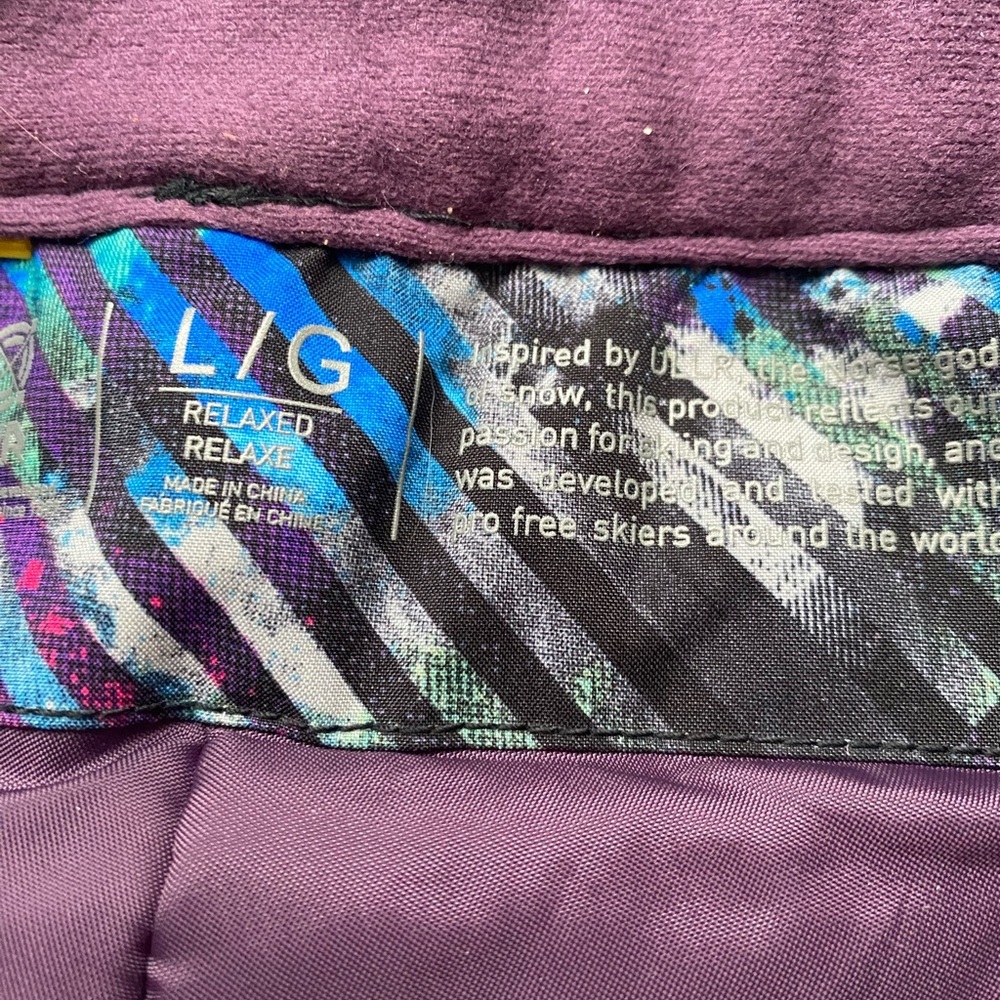 L/G
RELAXED
RELAXE
MADE IN CHINA
FABRIQUÉ EN CHINE
Inspired by ULLR, the Norse god
of snow, this product reflects our
passion for skiing and design, and
was developed and tested with
pro free skiers around the world